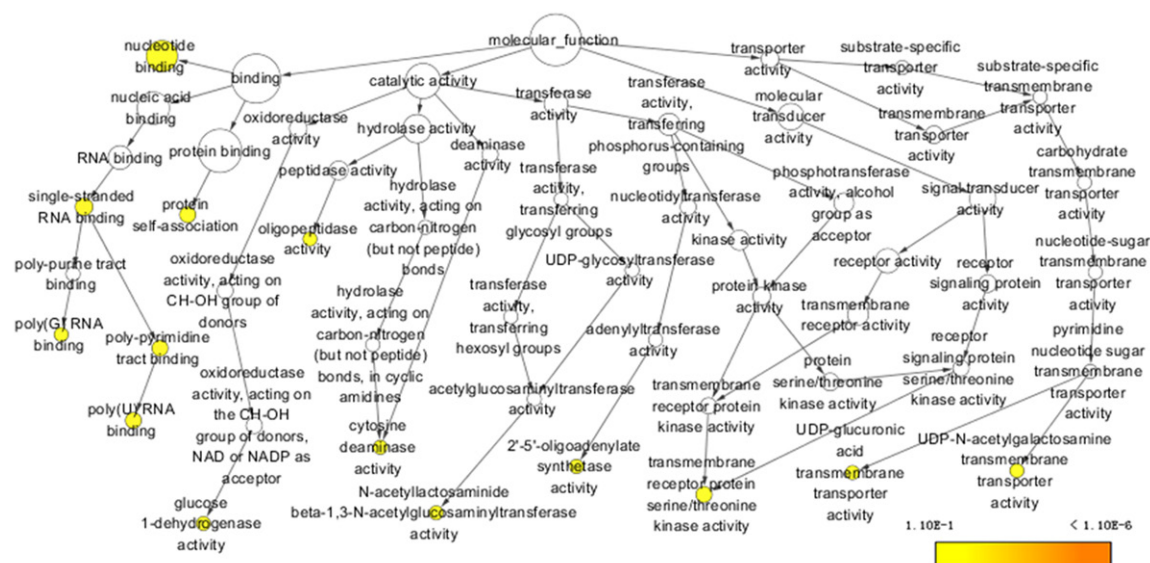 molecular_function
nucleotide
binding
binding
nucleic acid
binding
RNA binding
protein binding
single-stranded
RNA binding
protein
self-association
poly-purine tract
binding
poly(G) RNA
binding
poly-pyrimidine
tract binding
poly(U) RNA
binding
catalytic activity
oxidoreductase
activity
hydrolase activity
deaminase
activity
peptidase activity
oligopeptidase
activity
hydrolase
activity, acting on
carbon-nitrogen
(but not peptide)
bonds
oxidoreductase
activity, acting on
CH-OH group of
donors
hydrolase
activity, acting on
carbon-nitrogen
(but not peptide)
bonds, in cyclic
amidines
oxidoreductase
activity, acting on
the CH-OH
group of donors,
NAD or NADP as
acceptor
cytosine
deaminase
activity
glucose
1-dehydrogenase
activity
transferase
activity
transferase
activity,
transferring
phosphorus-containing
groups
transferase
activity,
transferring
glycosyl groups
nucleotidyltransferase
activity
kinase activity
phosphotransferase
activity, alcohol
group as
acceptor
UDP-glycosyltransferase
activity
transferase
activity,
transferring
hexosyl groups
protein kinase
activity
adenylyltransferase
activity
acetylglucosaminyltransferase
activity
2'-5'-oligoadenylate
synthetase
activity
N-acetyllactosaminide
beta-1,3-N-acetylglucosaminyltransferase
activity
molecular
transducer
activity
signal transducer
activity
receptor activity
receptor
signaling protein
activity
transmembrane
receptor activity
protein
serine/threonine
kinase activity
receptor
signaling protein
serine/threonine
kinase activity
transmembrane
receptor protein
kinase activity
transmembrane
receptor protein
serine/threonine
kinase activity
transporter
activity
substrate-specific
transporter
activity
transmembrane
transporter
activity
substrate-specific
transmembrane
transporter
activity
carbohydrate
transmembrane
transporter
activity
nucleotide-sugar
transmembrane
transporter
activity
pyrimidine
nucleotide sugar
transmembrane
transporter
activity
UDP-glucuronic
acid
transmembrane
transporter
activity
UDP-N-acetylgalactosamine
transmembrane
transporter
activity
1.10E-1 < 1.10E-6